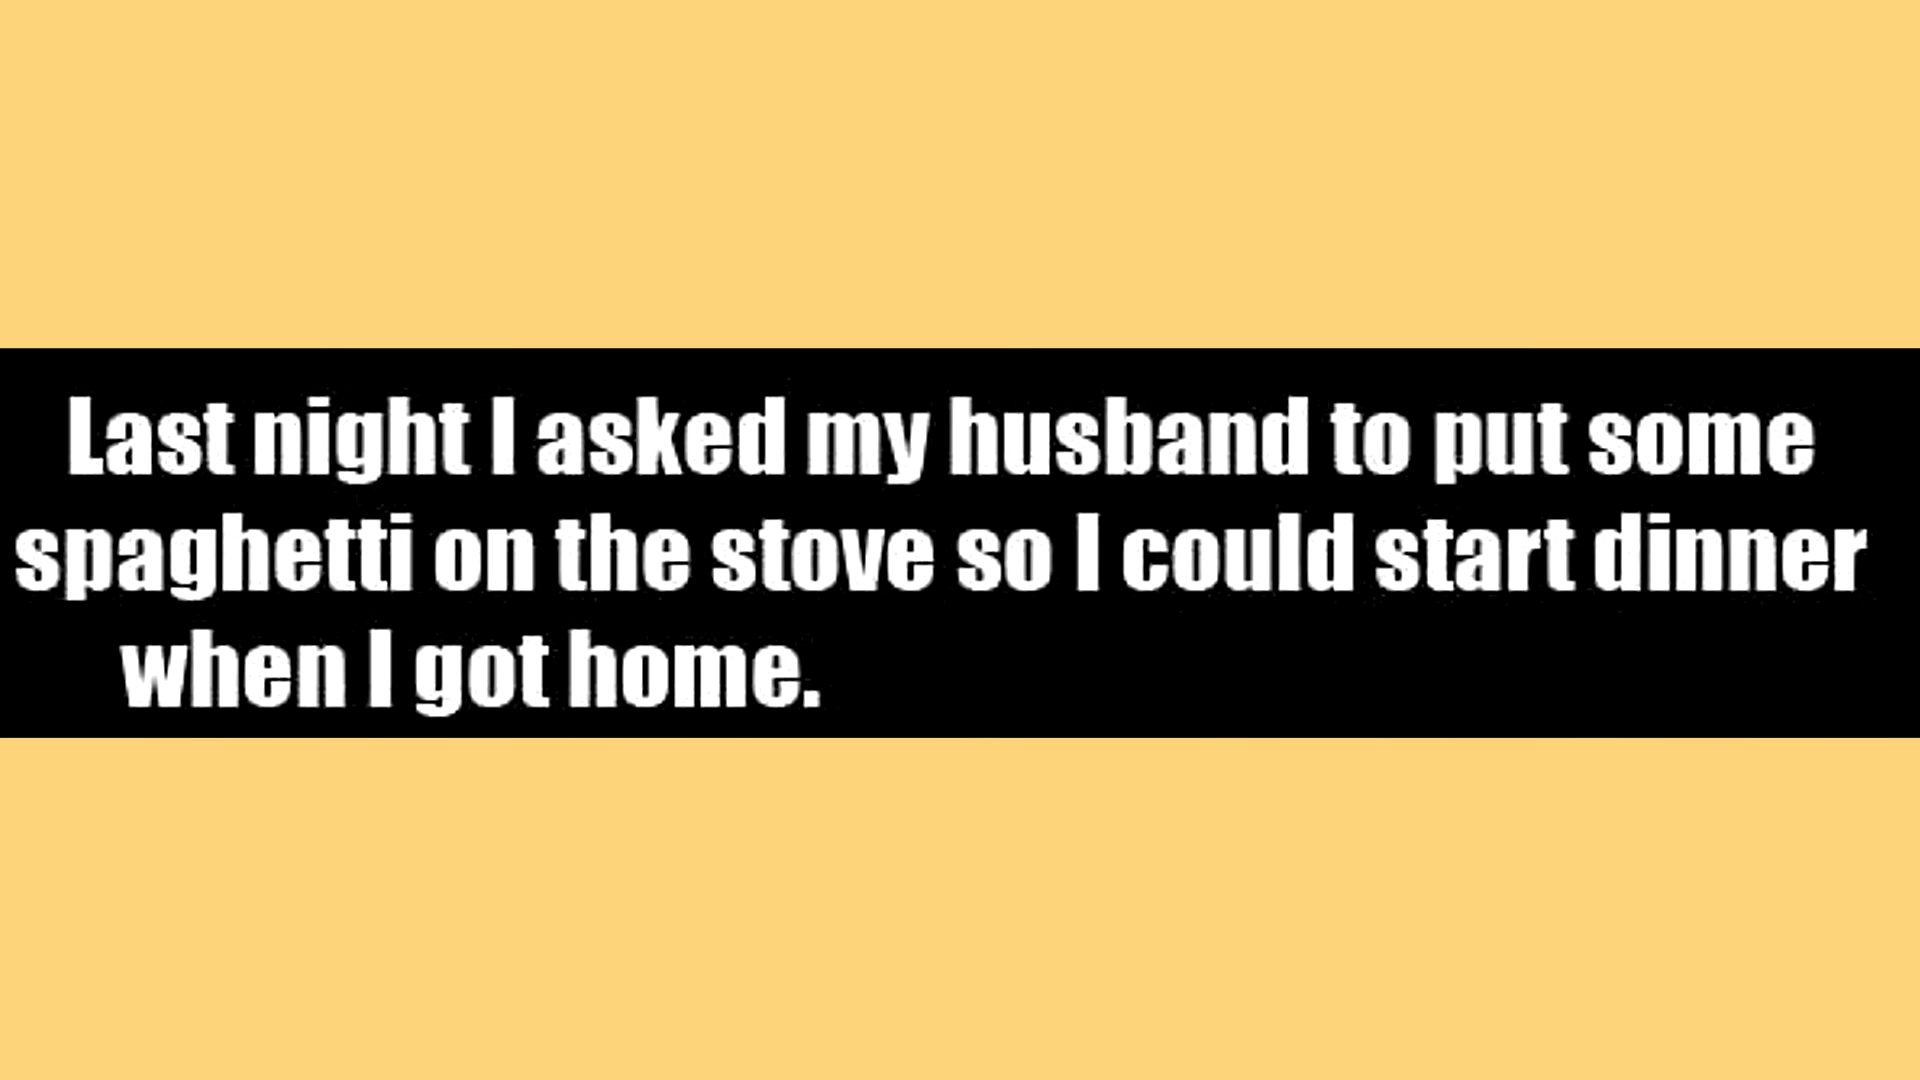 Last night I asked my husband to put some
spaghetti on the stove so I could start dinner
when I got home.